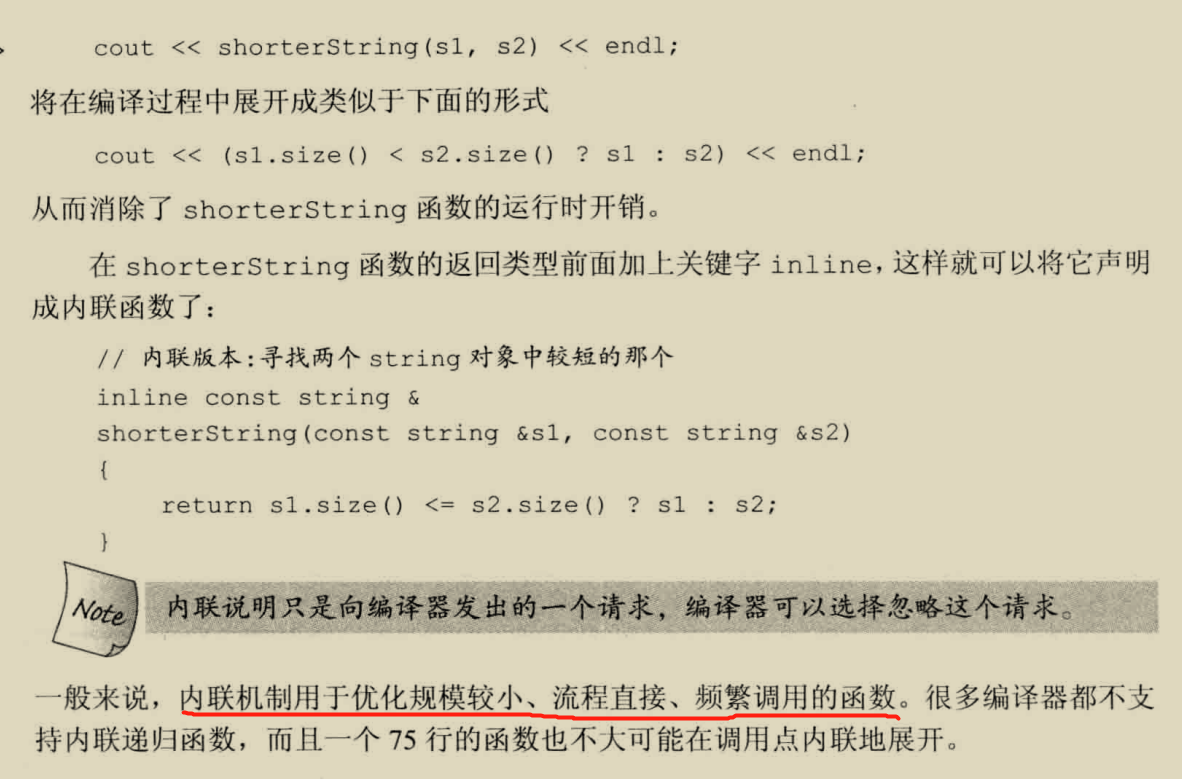 cout << shorterString(s1, s2) << endl;
将在编译过程中展开成类似于下面的形式
cout << (s1.size() < s2.size() ? s1 : s2) << endl;
从而消除了 shorterString 函数的运行时开销。
在 shorterString 函数的返回类型前面加上关键字 inline，这样就可以将它声明
成内联函数了：
// 内联版本：寻找两个 string 对象中较短的那个
inline const string &
shorterString(const string &s1, const string &s2)
{
return s1.size() <= s2.size() ? s1 : s2;
}
Note 内联说明只是向编译器发出的一个请求，编译器可以选择忽略这个请求。
一般来说，内联机制用于优化规模较小、流程直接、频繁调用的函数。很多编译器都不支
持内联递归函数，而且一个 75 行的函数也不大可能在调用点内联地展开。